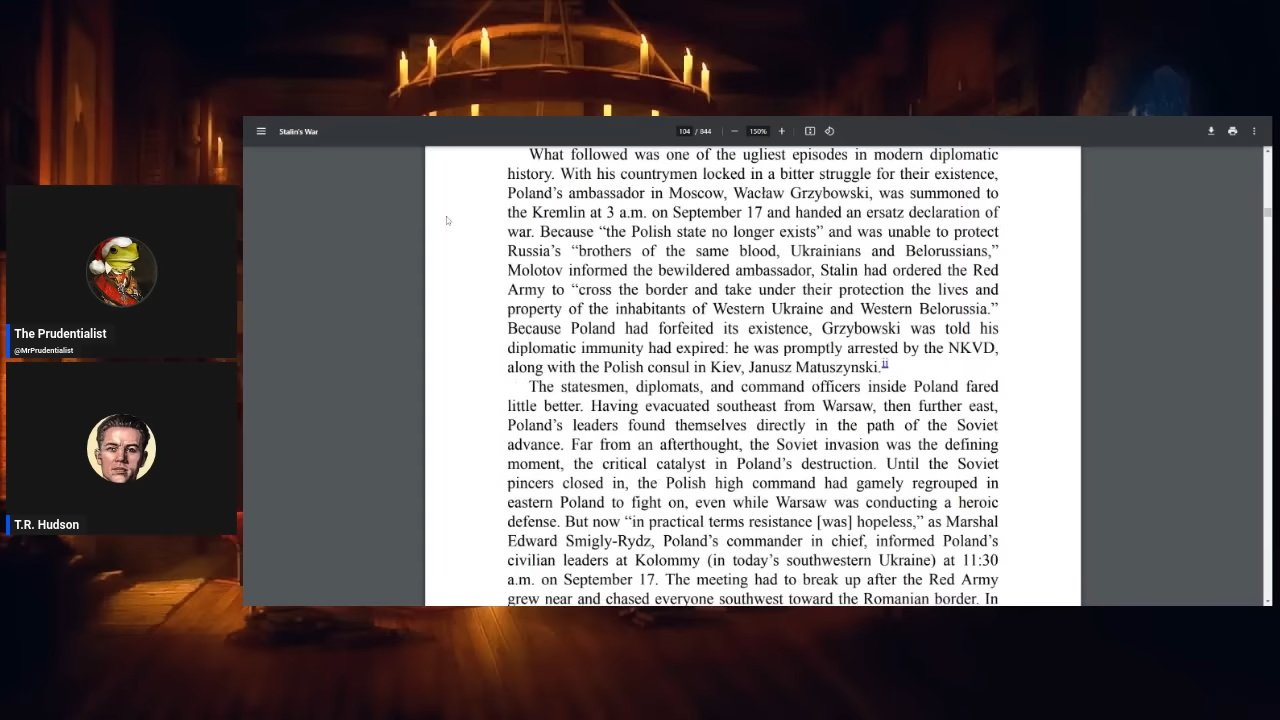 Stalin's War
104 / 844
150%
What followed was one of the ugliest episodes in modern diplomatic
history. With his countrymen locked in a bitter struggle for their existence,
Poland's ambassador in Moscow, Wacław Grzybowski, was summoned to
the Kremlin at 3 a.m. on September 17 and handed an ersatz declaration of
war. Because “the Polish state no longer exists” and was unable to protect
Russia's “brothers of the same blood, Ukrainians and Belorussians,”
Molotov informed the bewildered ambassador, Stalin had ordered the Red
Army to “cross the border and take under their protection the lives and
property of the inhabitants of Western Ukraine and Western Belorussia.”
Because Poland had forfeited its existence, Grzybowski was told his
diplomatic immunity had expired: he was promptly arrested by the NKVD,
along with the Polish consul in Kiev, Janusz Matuszynski.ii
The statesmen, diplomats, and command officers inside Poland fared
little better. Having evacuated southeast from Warsaw, then further east,
Poland's leaders found themselves directly in the path of the Soviet
advance. Far from an afterthought, the Soviet invasion was the defining
moment, the critical catalyst in Poland's destruction. Until the Soviet
pincers closed in, the Polish high command had gamely regrouped in
eastern Poland to fight on, even while Warsaw was conducting a heroic
defense. But now “in practical terms resistance [was] hopeless,” as Marshal
Edward Smigly-Rydz, Poland's commander in chief, informed Poland's
civilian leaders at Kolommy (in today's southwestern Ukraine) at 11:30
a.m. on September 17. The meeting had to break up after the Red Army
grew near and chased everyone southwest toward the Romanian border. In
The Prudentialist
@MrPrudentialist
T.R. Hudson